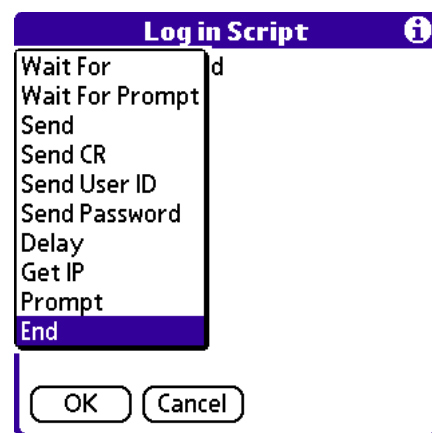 Log in Script
Wait For
d
Wait For Prompt
Send
Send CR
Send User ID
Send Password
Delay
Get IP
Prompt
End
OK
Cancel